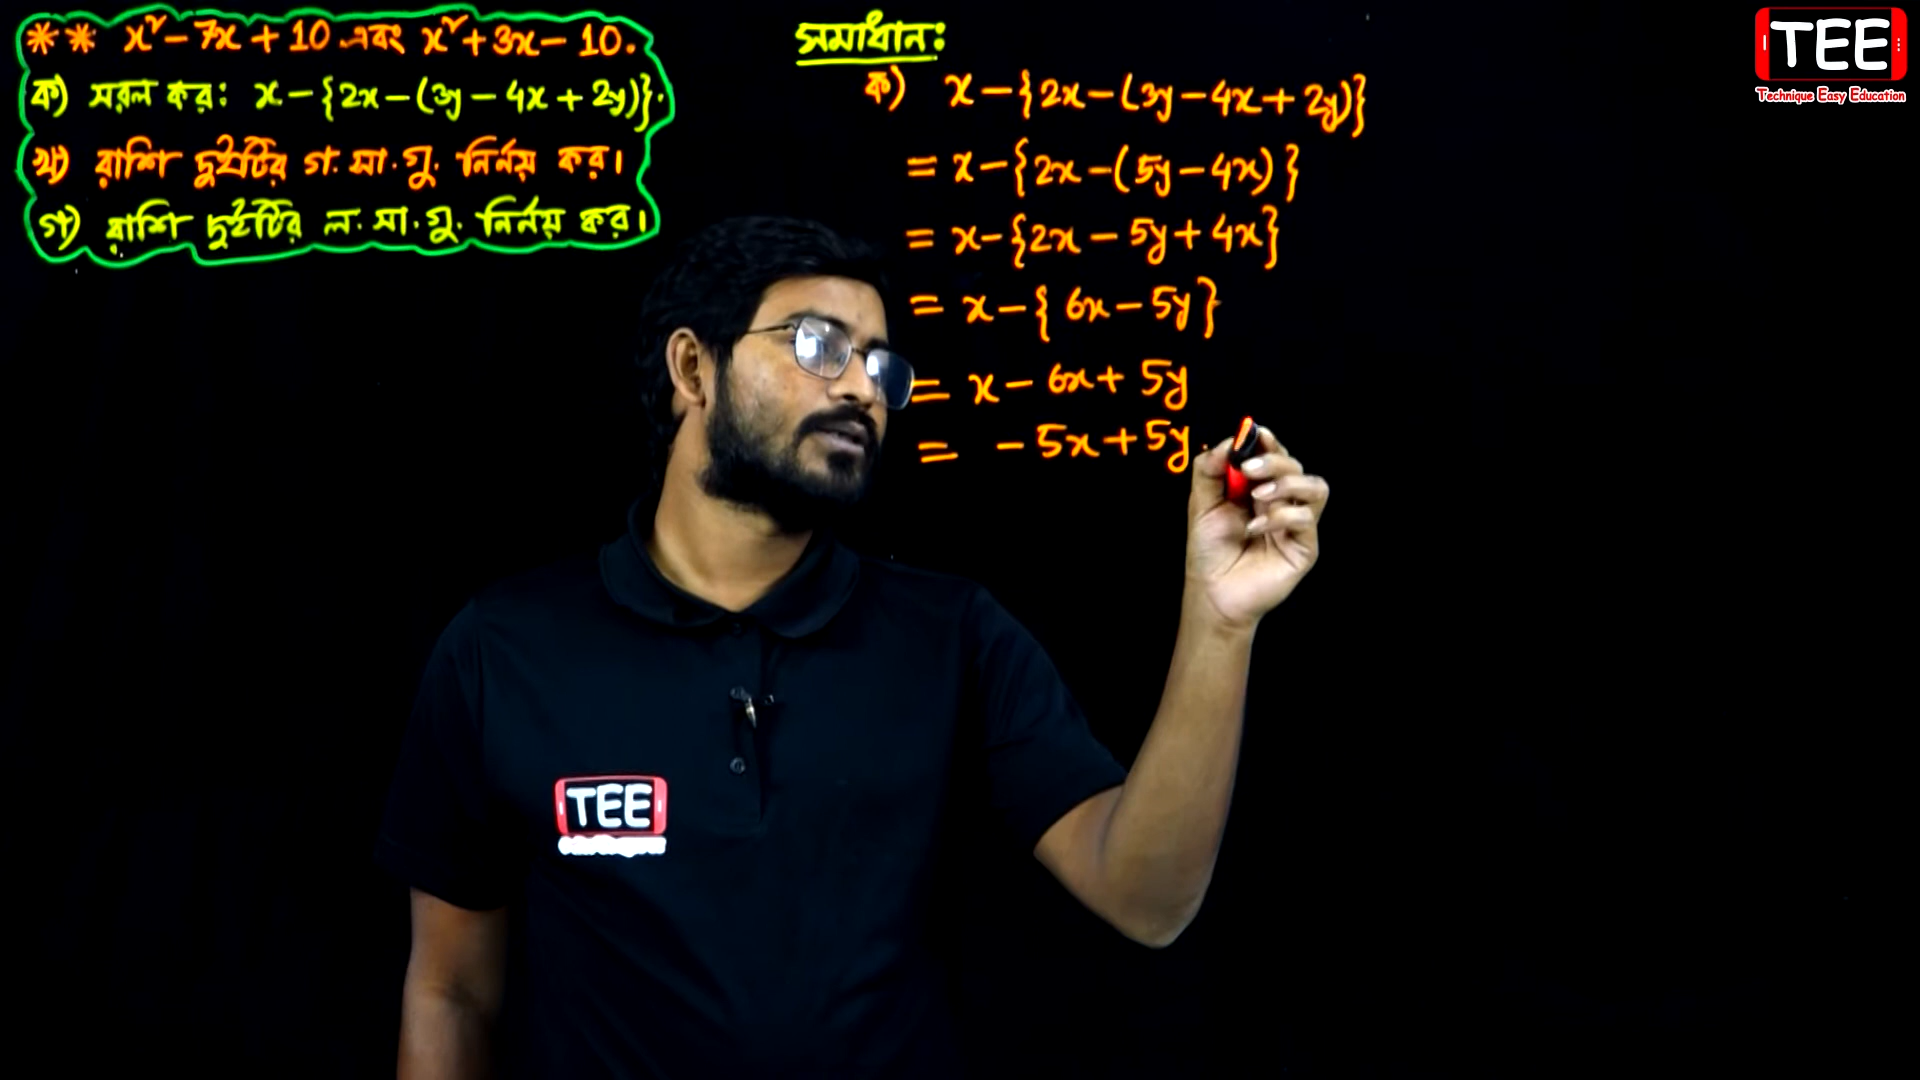 ** x² - 7x + 10 এবং x² + 3x - 10.
ক) সরল কর: x - {2x - (3y - 4x + 2y)}.
খ) রাশি দুইটির গ. সা. গু. নির্ণয় কর।
গ) রাশি দুইটির ল. সা. গু. নির্ণয় কর।
সমাধান:
ক) x - {2x - (3y - 4x + 2y)}
= x - {2x - (5y - 4x)}
= x - {2x - 5y + 4x}
= x - {6x - 5y}
= x - 6x + 5y
= -5x + 5y.
TEE
Technique Easy Education
TEE